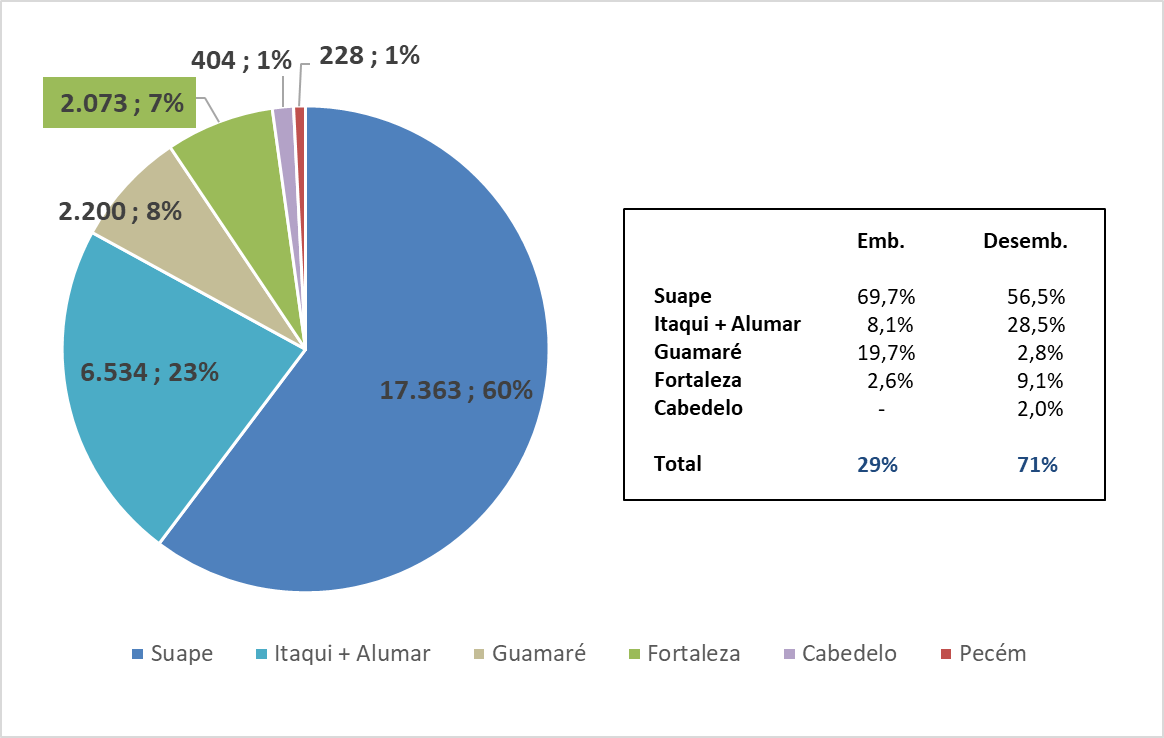 404 ; 1%
228 ; 1%
2.073 ; 7%
2.200 ; 8%
6.534 ; 23%
17.363 ; 60%
Emb. Desemb.
Suape 69,7% 56,5%
Itaqui + Alumar 8,1% 28,5%
Guamaré 19,7% 2,8%
Fortaleza 2,6% 9,1%
Cabedelo - 2,0%
Total 29% 71%
Suape Itaqui + Alumar Guamaré Fortaleza Cabedelo Pecém